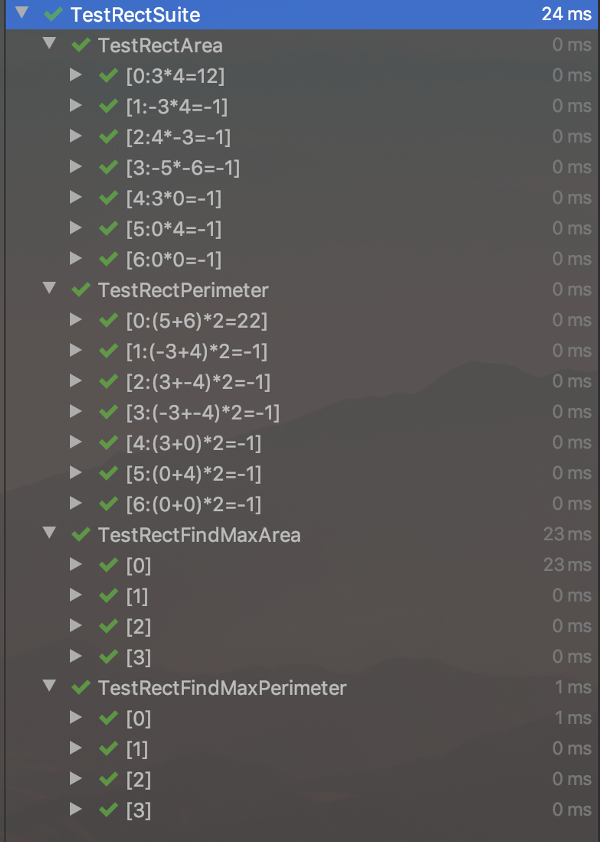 TestRectSuite 24 ms
TestRectArea 0 ms
[0:3*4=12] 0 ms
[1:-3*4=-1] 0 ms
[2:4*-3=-1] 0 ms
[3:-5*-6=-1] 0 ms
[4:3*0=-1] 0 ms
[5:0*4=-1] 0 ms
[6:0*0=-1] 0 ms
TestRectPerimeter 0 ms
[0:(5+6)*2=22] 0 ms
[1:(-3+4)*2=-1] 0 ms
[2:(3+-4)*2=-1] 0 ms
[3:(-3+-4)*2=-1] 0 ms
[4:(3+0)*2=-1] 0 ms
[5:(0+4)*2=-1] 0 ms
[6:(0+0)*2=-1] 0 ms
TestRectFindMaxArea 23 ms
[0] 23 ms
[1] 0 ms
[2] 0 ms
[3] 0 ms
TestRectFindMaxPerimeter 1 ms
[0] 1 ms
[1] 0 ms
[2] 0 ms
[3] 0 ms